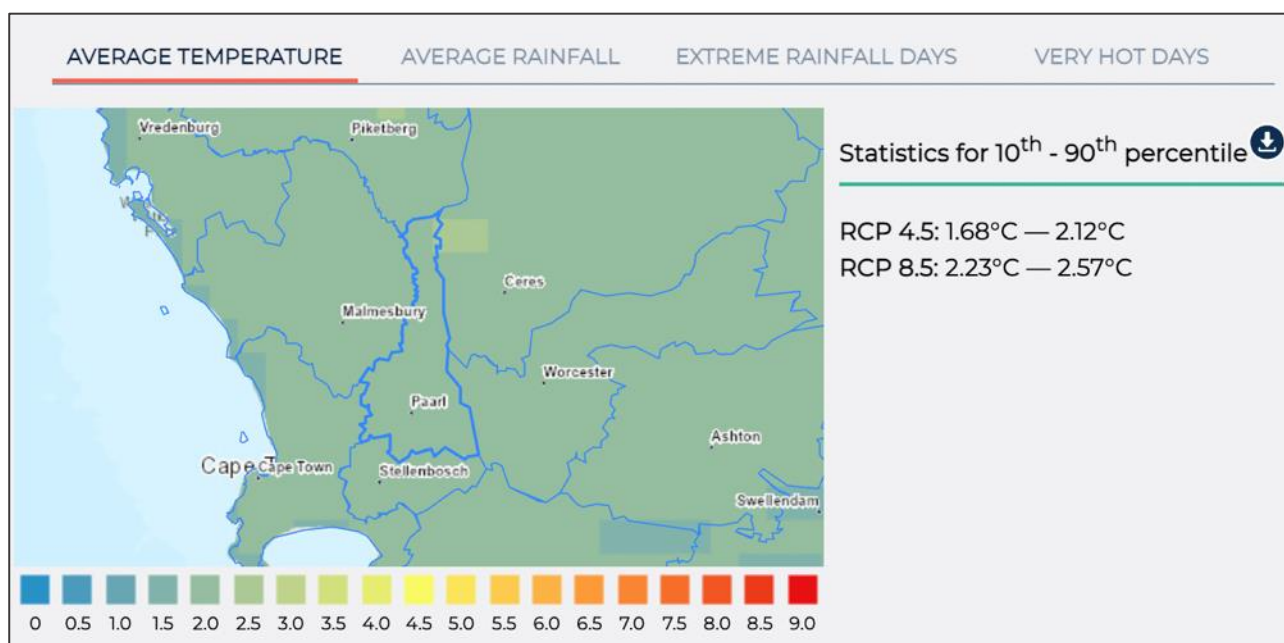 AVERAGE TEMPERATURE AVERAGE RAINFALL EXTREME RAINFALL DAYS VERY HOT DAYS
Vredenburg
Piketberg
Statistics for 10th - 90th percentile
RCP 4.5: 1.68°C — 2.12°C
RCP 8.5: 2.23°C — 2.57°C
Ceres
Malmesbury
Worcester
Paarl
Ashton
Cape Town
Stellenbosch
Swellendam
0 0.5 1.0 1.5 2.0 2.5 3.0 3.5 4.0 4.5 5.0 5.5 6.0 6.5 7.0 7.5 8.0 8.5 9.0